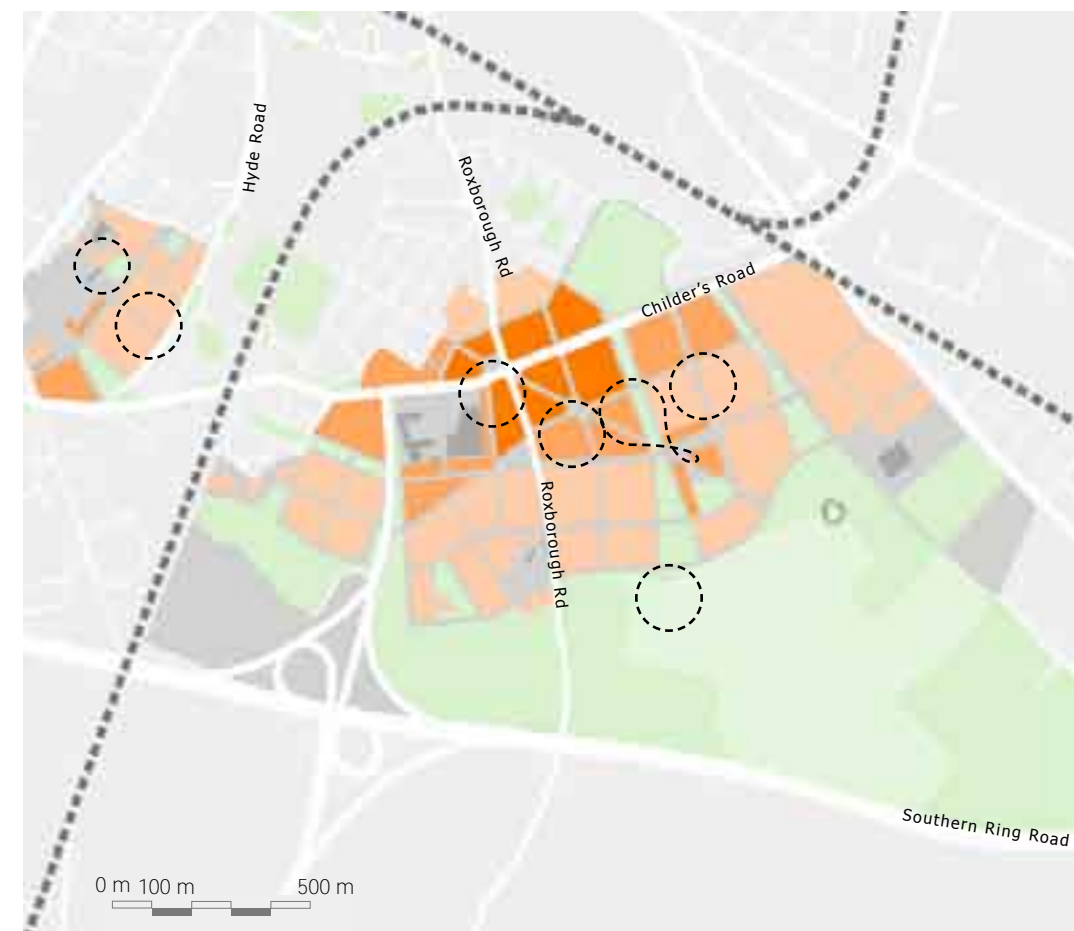 Hyde Road
Roxborough Rd
Childer's Road
Roxborough Rd
Southern Ring Road
0 m 100 m 500 m